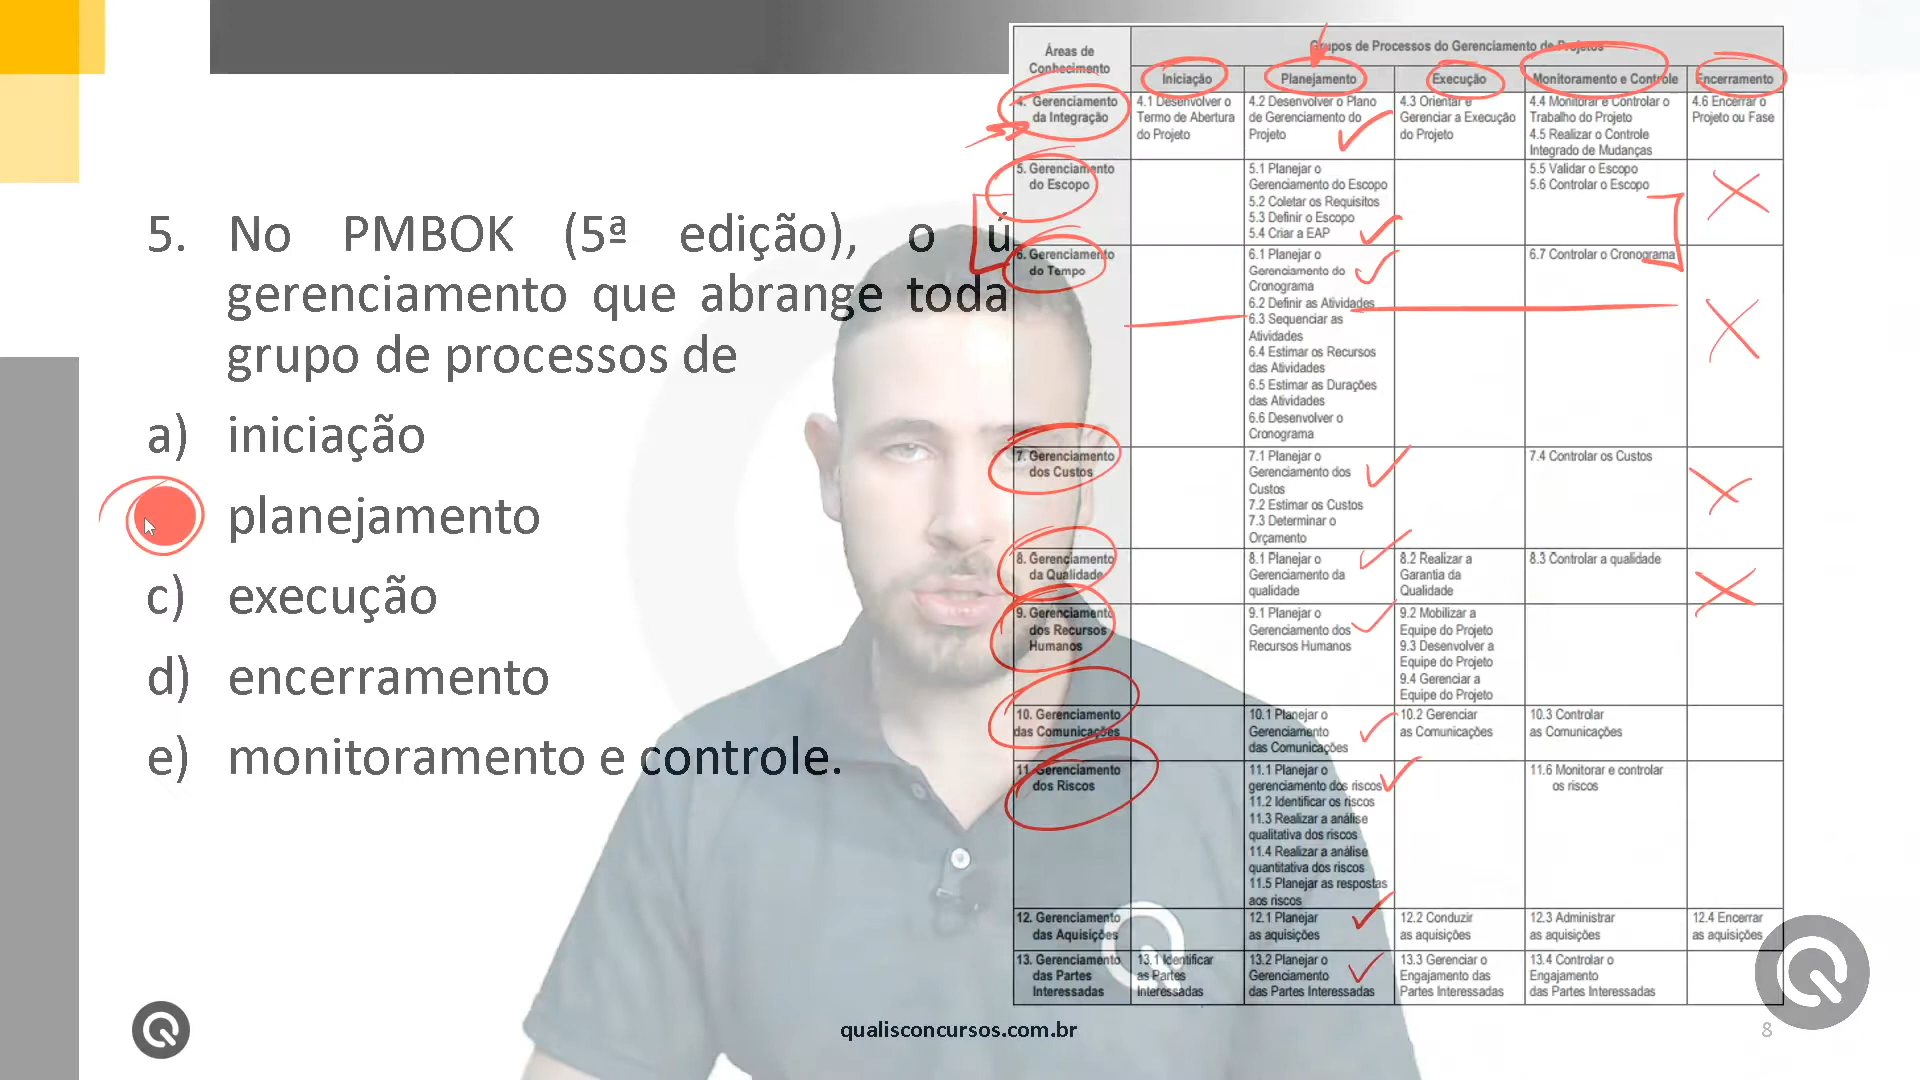 5. No PMBOK (5ª edição), o ú
gerenciamento que abrange toda
grupo de processos de
a) iniciação
planejamento
c) execução
d) encerramento
e) monitoramento e controle.
Áreas de Conhecimento
Grupos de Processos do Gerenciamento de Projetos
Iniciação
Planejamento
Execução
Monitoramento e Controle
Encerramento
4. Gerenciamento
da Integração
4.1 Desenvolver o
Termo de Abertura
do Projeto
4.2 Desenvolver o Plano
de Gerenciamento do
Projeto
4.3 Orientar e
Gerenciar a Execução
do Projeto
4.4 Monitorar e Controlar o
Trabalho do Projeto
4.5 Realizar o Controle
Integrado de Mudanças
4.6 Encerrar o
Projeto ou Fase
5. Gerenciamento
do Escopo
5.1 Planejar o
Gerenciamento do Escopo
5.2 Coletar os Requisitos
5.3 Definir o Escopo
5.4 Criar a EAP
5.5 Validar o Escopo
5.6 Controlar o Escopo
6. Gerenciamento
do Tempo
6.1 Planejar o
Gerenciamento do
Cronograma
6.2 Definir as Atividades
6.3 Sequenciar as
Atividades
6.4 Estimar os Recursos
das Atividades
6.5 Estimar as Durações
das Atividades
6.6 Desenvolver o
Cronograma
6.7 Controlar o Cronograma
7. Gerenciamento
dos Custos
7.1 Planejar o
Gerenciamento dos
Custos
7.2 Estimar os Custos
7.3 Determinar o
Orçamento
7.4 Controlar os Custos
8. Gerenciamento
da Qualidade
8.1 Planejar o
Gerenciamento da
qualidade
8.2 Realizar a
Garantia da
Qualidade
8.3 Controlar a qualidade
9. Gerenciamento
dos Recursos
Humanos
9.1 Planejar o
Gerenciamento dos
Recursos Humanos
9.2 Mobilizar a
Equipe do Projeto
9.3 Desenvolver a
Equipe do Projeto
9.4 Gerenciar a
Equipe do Projeto
10. Gerenciamento
das Comunicações
10.1 Planejar o
Gerenciamento
das Comunicações
10.2 Gerenciar
as Comunicações
10.3 Controlar
as Comunicações
11. Gerenciamento
dos Riscos
11.1 Planejar o
gerenciamento dos riscos
11.2 Identificar os riscos
11.3 Realizar a análise
qualitativa dos riscos
11.4 Realizar a análise
quantitativa dos riscos
11.5 Planejar as respostas
aos riscos
11.6 Monitorar e controlar
os riscos
12. Gerenciamento
das Aquisições
12.1 Planejar
as aquisições
12.2 Conduzir
as aquisições
12.3 Administrar
as aquisições
12.4 Encerrar
as aquisições
13. Gerenciamento
das Partes
Interessadas
13.1 Identificar
as Partes
Interessadas
13.2 Planejar o
Gerenciamento
das Partes Interessadas
13.3 Gerenciar o
Engajamento das
Partes Interessadas
13.4 Controlar o
Engajamento
das Partes Interessadas
qualisconcursos.com.br
8